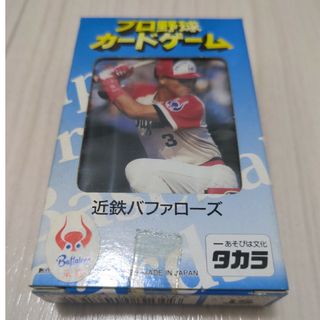 プロ野球
カードゲーム
3
近鉄バファローズ
Buffaloes
あそびは文化
タカラ
MADE IN JAPAN